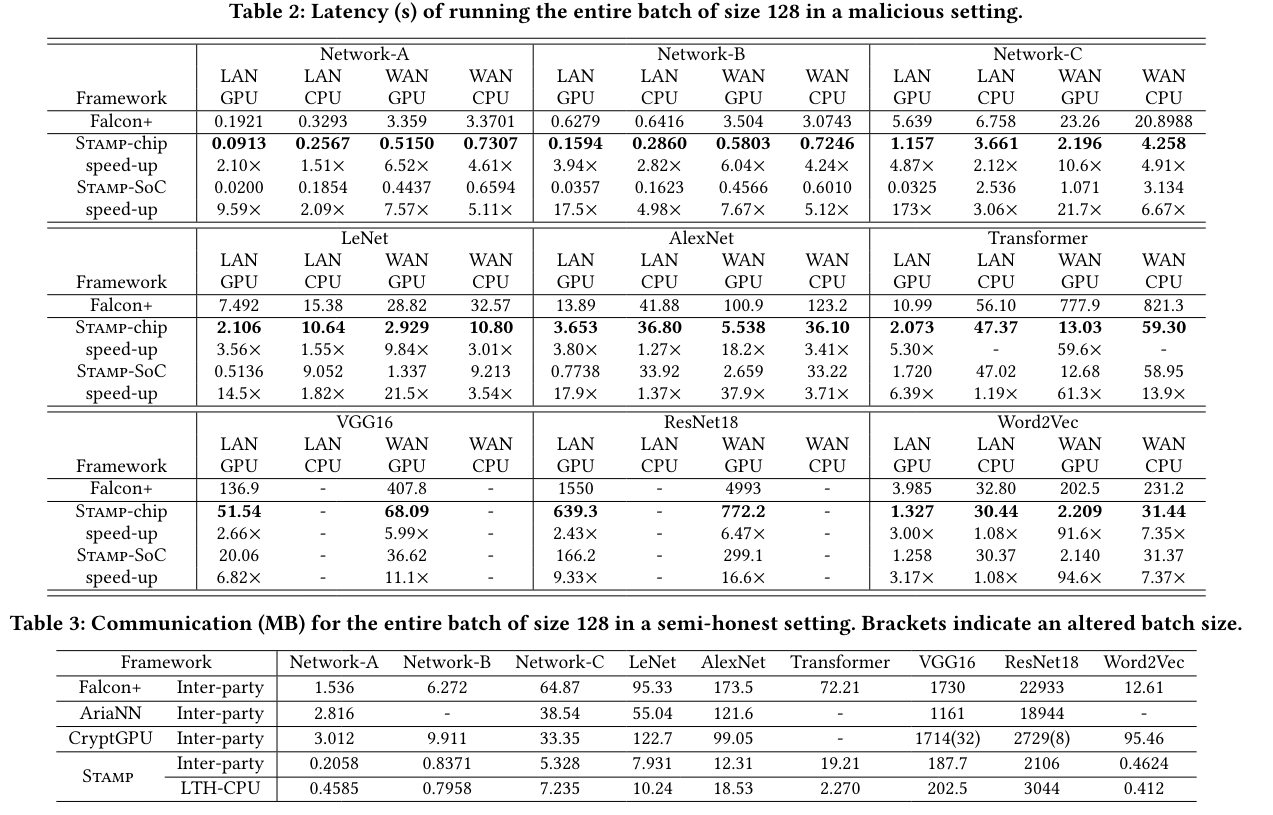 Table 2: Latency (s) of running the entire batch of size 128 in a malicious setting.
Network-A Network-B Network-C
LAN LAN WAN WAN LAN LAN WAN WAN LAN LAN WAN WAN
Framework GPU CPU GPU CPU GPU CPU GPU CPU GPU CPU GPU CPU
Falcon+ 0.1921 0.3293 3.359 3.3701 0.6279 0.6416 3.504 3.0743 5.639 6.758 23.26 20.8988
STAMP-chip 0.0913 0.2567 0.5150 0.7307 0.1594 0.2860 0.5803 0.7246 1.157 3.661 2.196 4.258
speed-up 2.10× 1.51× 6.52× 4.61× 3.94× 2.82× 6.04× 4.24× 4.87× 2.12× 10.6× 4.91×
STAMP-SoC 0.0200 0.1854 0.4437 0.6594 0.0357 0.1623 0.4566 0.6010 0.0325 2.536 1.071 3.134
speed-up 9.59× 2.09× 7.57× 5.11× 17.5× 4.98× 7.67× 5.12× 173× 3.06× 21.7× 6.67×
LeNet AlexNet Transformer
LAN LAN WAN WAN LAN LAN WAN WAN LAN LAN WAN WAN
Framework GPU CPU GPU CPU GPU CPU GPU CPU GPU CPU GPU CPU
Falcon+ 7.492 15.38 28.82 32.57 13.89 41.88 100.9 123.2 10.99 56.10 777.9 821.3
STAMP-chip 2.106 10.64 2.929 10.80 3.653 36.80 5.538 36.10 2.073 47.37 13.03 59.30
speed-up 3.56× 1.55× 9.84× 3.01× 3.80× 1.27× 18.2× 3.41× 5.30× - 59.6× -
STAMP-SoC 0.5136 9.052 1.337 9.213 0.7738 33.92 2.659 33.22 1.720 47.02 12.68 58.95
speed-up 14.5× 1.82× 21.5× 3.54× 17.9× 1.37× 37.9× 3.71× 6.39× 1.19× 61.3× 13.9×
VGG16 ResNet18 Word2Vec
LAN LAN WAN WAN LAN LAN WAN WAN LAN LAN WAN WAN
Framework GPU CPU GPU CPU GPU CPU GPU CPU GPU CPU GPU CPU
Falcon+ 136.9 - 407.8 - 1550 - 4993 - 3.985 32.80 202.5 231.2
STAMP-chip 51.54 - 68.09 - 639.3 - 772.2 - 1.327 30.44 2.209 31.44
speed-up 2.66× - 5.99× - 2.43× - 6.47× - 3.00× 1.08× 91.6× 7.35×
STAMP-SoC 20.06 - 36.62 - 166.2 - 299.1 - 1.258 30.37 2.140 31.37
speed-up 6.82× - 11.1× - 9.33× - 16.6× - 3.17× 1.08× 94.6× 7.37×
Table 3: Communication (MB) for the entire batch of size 128 in a semi-honest setting. Brackets indicate an altered batch size.
Framework Network-A Network-B Network-C LeNet AlexNet Transformer VGG16 ResNet18 Word2Vec
Falcon+ Inter-party 1.536 6.272 64.87 95.33 173.5 72.21 1730 22933 12.61
AriaNN Inter-party 2.816 - 38.54 55.04 121.6 - 1161 18944 -
CryptGPU Inter-party 3.012 9.911 33.35 122.7 99.05 - 1714(32) 2729(8) 95.46
STAMP Inter-party 0.2058 0.8371 5.328 7.931 12.31 19.21 187.7 2106 0.4624
LTH-CPU 0.4585 0.7958 7.235 10.24 18.53 2.270 202.5 3044 0.412